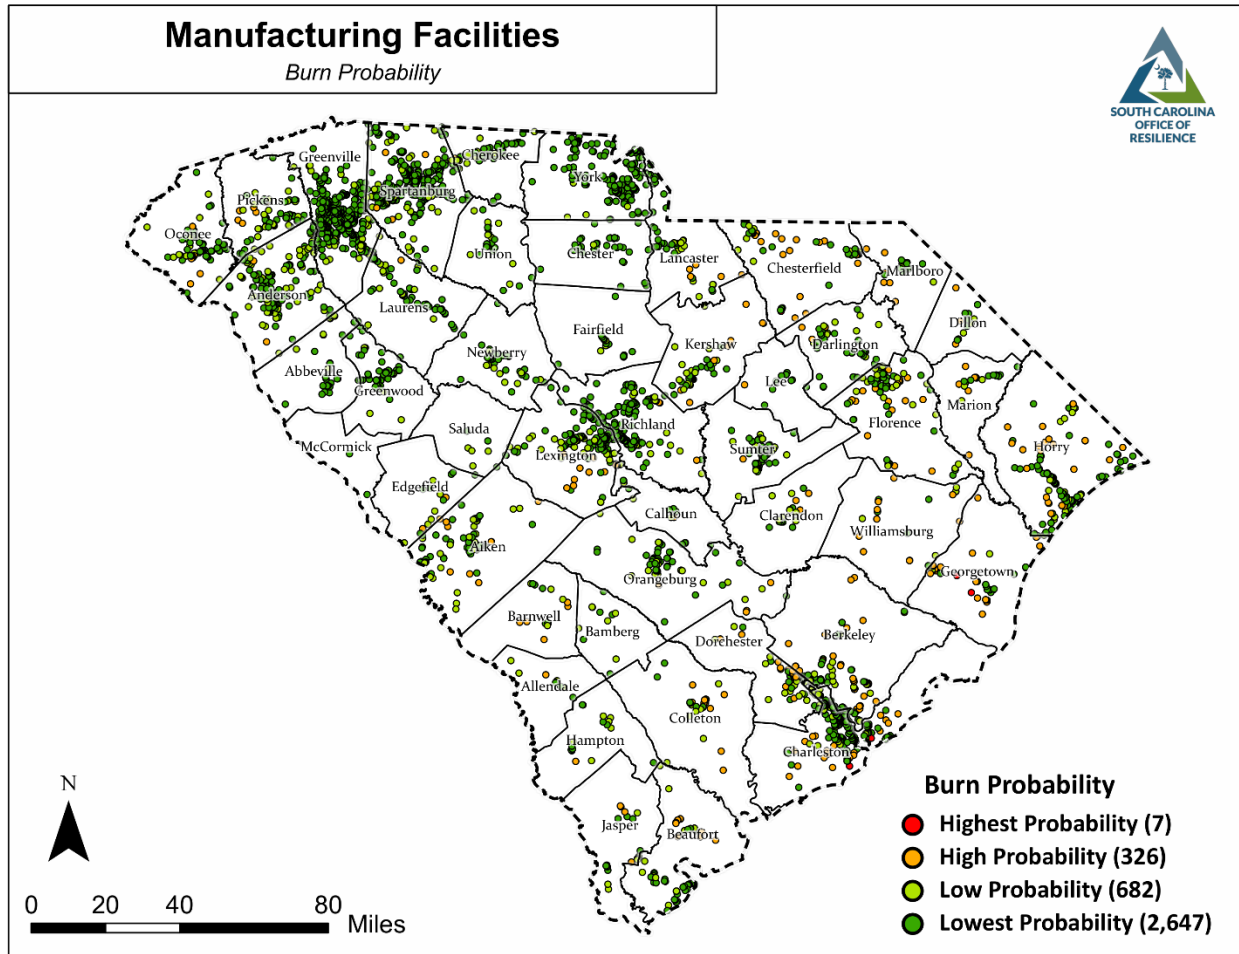 Manufacturing Facilities
Burn Probability
SOUTH CAROLINA
OFFICE OF
RESILIENCE
Cherokee
Greenville
York
Spartanburg
Pickens
Oconee
Union
Chester
Lancaster
Chesterfield
Marlboro
Anderson
Laurens
Fairfield
Dillon
Kershaw
Darlington
Newberry
Abbeville
Greenwood
Lee
Marion
Saluda
Richland
Florence
McCormick
Lexington
Sumter
Horry
Edgefield
Calhoun
Clarendon
Williamsburg
Aiken
Orangeburg
Georgetown
Barnwell
Bamberg
Dorchester
Berkeley
Allendale
Colleton
Hampton
Charleston
Jasper
Beaufort
N
0 20 40 80 Miles
Burn Probability
Highest Probability (7)
High Probability (326)
Low Probability (682)
Lowest Probability (2,647)